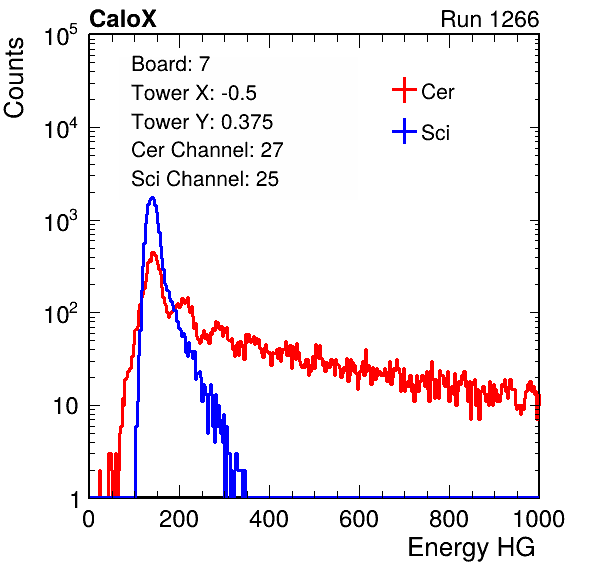 CaloX Run 1266
Counts
10^5
10^4
10^3
10^2
10
1
Board: 7
Tower X: -0.5
Tower Y: 0.375
Cer Channel: 27
Sci Channel: 25
Cer
Sci
0 200 400 600 800 1000
Energy HG